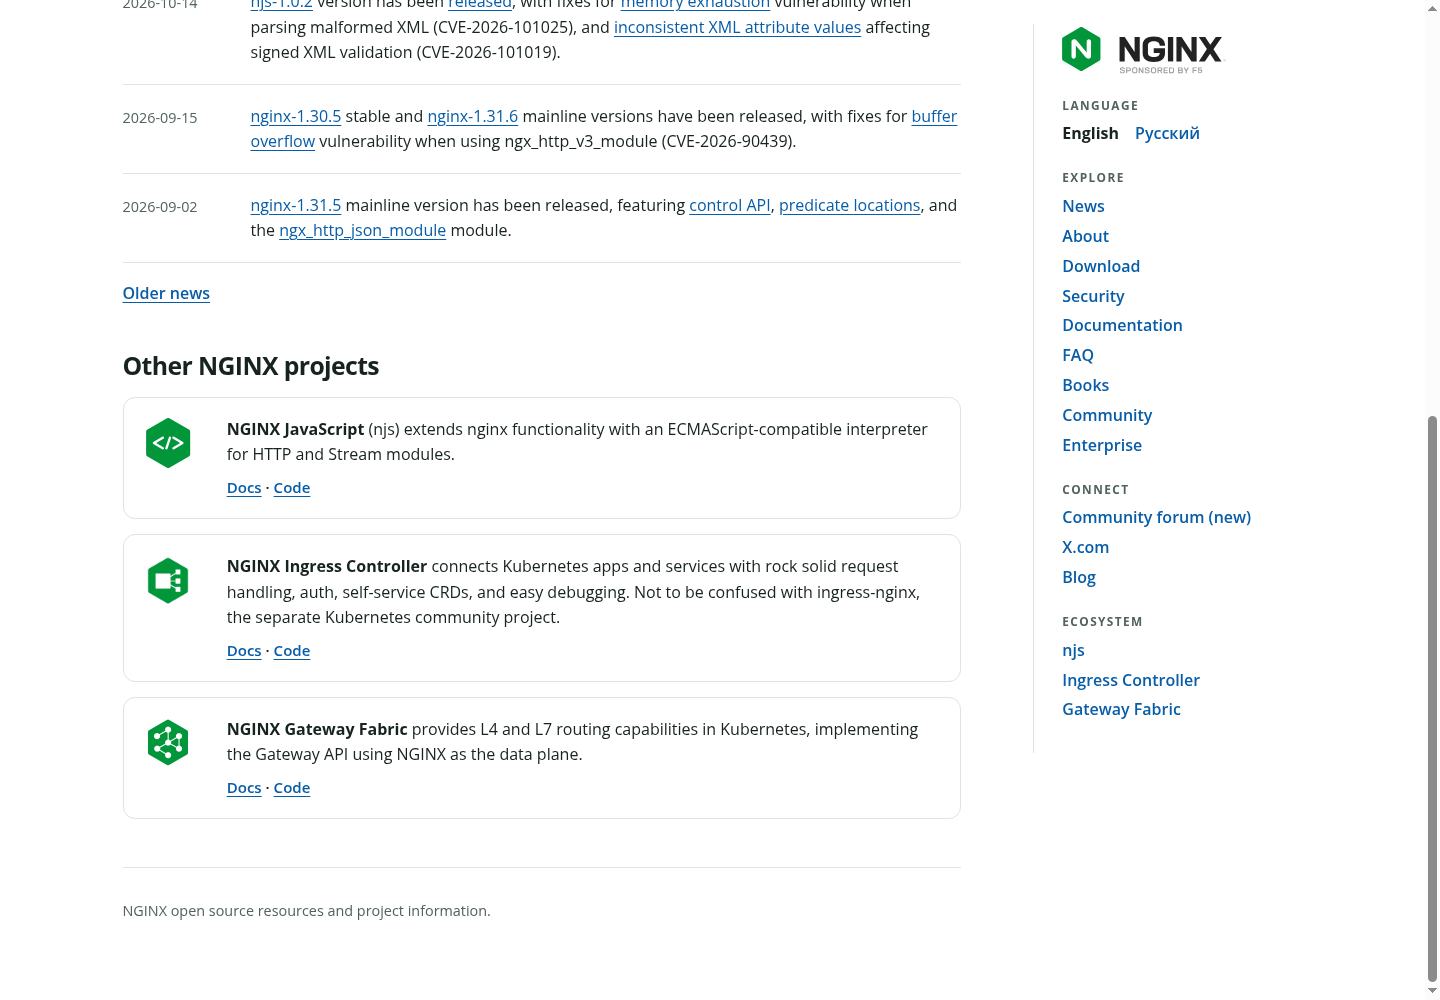 2026-10-14
njs-1.0.2 version has been released, with fixes for memory exhaustion vulnerability when
parsing malformed XML (CVE-2026-101025), and inconsistent XML attribute values affecting
signed XML validation (CVE-2026-101019).
2026-09-15
nginx-1.30.5 stable and nginx-1.31.6 mainline versions have been released, with fixes for buffer
overflow vulnerability when using ngx_http_v3_module (CVE-2026-90439).
2026-09-02
nginx-1.31.5 mainline version has been released, featuring control API, predicate locations, and
the ngx_http_json_module module.
Older news
Other NGINX projects
NGINX JavaScript (njs) extends nginx functionality with an ECMAScript-compatible interpreter
for HTTP and Stream modules.
Docs · Code
NGINX Ingress Controller connects Kubernetes apps and services with rock solid request
handling, auth, self-service CRDs, and easy debugging. Not to be confused with ingress-nginx,
the separate Kubernetes community project.
Docs · Code
NGINX Gateway Fabric provides L4 and L7 routing capabilities in Kubernetes, implementing
the Gateway API using NGINX as the data plane.
Docs · Code
NGINX open source resources and project information.
NGINX
SPONSORED BY F5
LANGUAGE
English Русский
EXPLORE
News
About
Download
Security
Documentation
FAQ
Books
Community
Enterprise
CONNECT
Community forum (new)
X.com
Blog
ECOSYSTEM
njs
Ingress Controller
Gateway Fabric